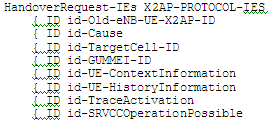 HandoverRequest-IEs X2AP-PROTOCOL-IES
{ ID id-Old-eNB-UE-X2AP-ID
{ ID id-Cause
{ ID id-TargetCell-ID
{ ID id-GUMMEI-ID
{ ID id-UE-ContextInformation
{ ID id-UE-HistoryInformation
{ ID id-TraceActivation
{ ID id-SRVCCOperationPossible